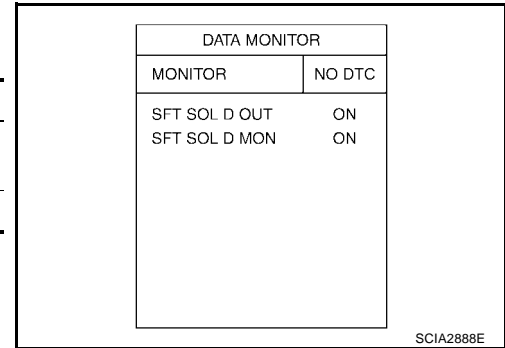 DATA MONITOR
MONITOR NO DTC
SFT SOL D OUT ON
SFT SOL D MON ON
SCIA2888E